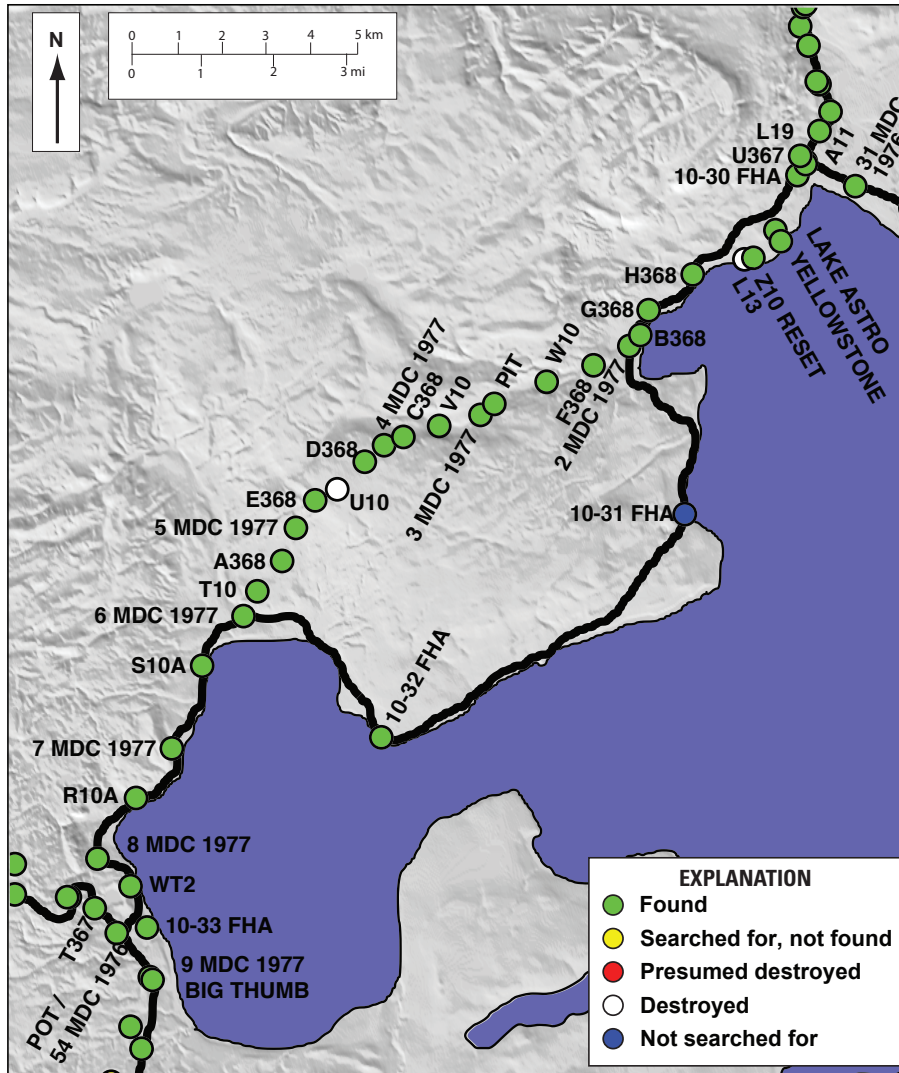 N
0 1 2 3 4 5 km
0 1 2 3 mi
L19
U367
10-30 FHA
A11
31 MDC
1976
LAKE ASTRO
YELLOWSTONE
Z10 RESET
L13
H368
G368
B368
2 MDC 1977
F368
W10
PIT
3 MDC 1977
V10
C368
4 MDC 1977
D368
U10
E368
5 MDC 1977
A368
T10
6 MDC 1977
10-31 FHA
10-32 FHA
S10A
7 MDC 1977
R10A
8 MDC 1977
WT2
10-33 FHA
T367
9 MDC 1977
BIG THUMB
POT /
54 MDC 1976
EXPLANATION
Found
Searched for, not found
Presumed destroyed
Destroyed
Not searched for